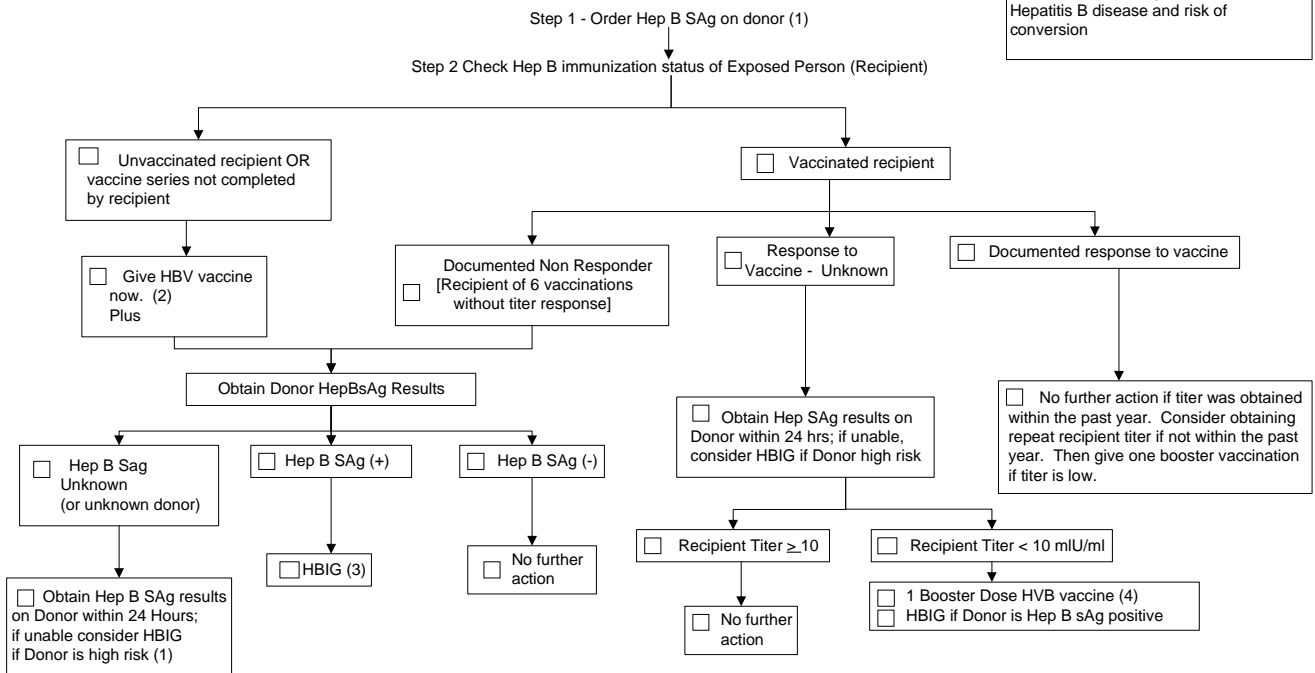 Step 1 - Order Hep B SAg on donor (1)
Hepatitis B disease and risk of
conversion
Step 2 Check Hep B immunization status of Exposed Person (Recipient)
Unvaccinated recipient OR
vaccine series not completed
by recipient
Vaccinated recipient
Give HBV vaccine
now. (2)
Plus
Documented Non Responder
[Recipient of 6 vaccinations
without titer response]
Response to
Vaccine - Unknown
Documented response to vaccine
Obtain Donor HepBsAg Results
Hep B Sag
Unknown
(or unknown donor)
Hep B SAg (+)
Hep B SAg (-)
Obtain Hep SAg results on
Donor within 24 hrs; if unable,
consider HBIG if Donor high risk
No further action if titer was obtained
within the past year. Consider obtaining
repeat recipient titer if not within the past
year. Then give one booster vaccination
if titer is low.
Obtain Hep B SAg results
on Donor within 24 Hours;
if unable consider HBIG
if Donor is high risk (1)
HBIG (3)
No further
action
Recipient Titer > 10
Recipient Titer < 10 mlU/ml
No further
action
1 Booster Dose HVB vaccine (4)
HBIG if Donor is Hep B sAg positive